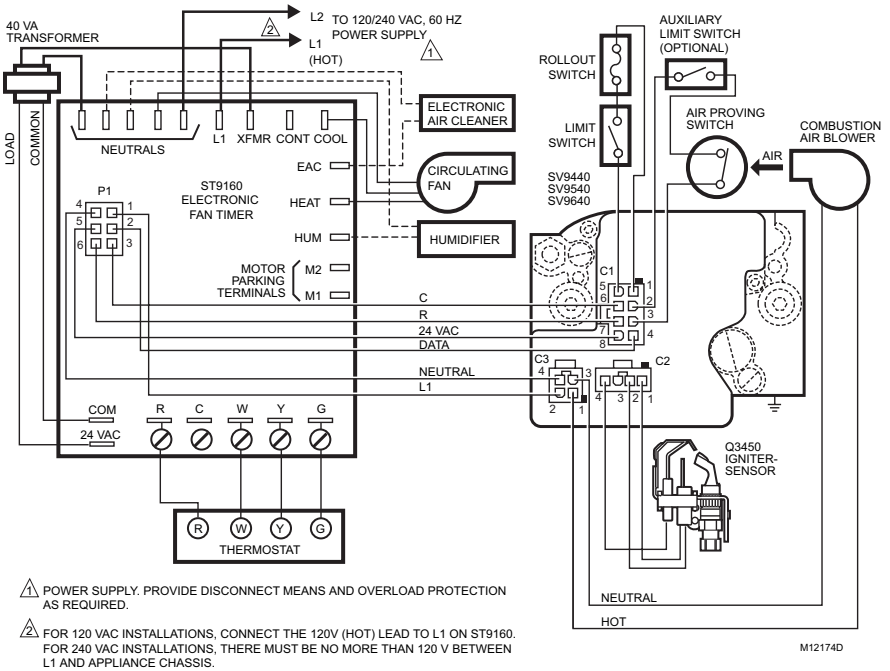 40 VA
TRANSFORMER
2
L2
TO 120/240 VAC, 60 HZ
POWER SUPPLY
1
L1
(HOT)
LOAD
COMMON
NEUTRALS
L1
XFMR
CONT
COOL
ELECTRONIC
AIR CLEANER
EAC
CIRCULATING
FAN
HEAT
HUM
HUMIDIFIER
ST9160
ELECTRONIC
FAN TIMER
P1
4
1
5
2
6
3
MOTOR
PARKING
TERMINALS
M2
M1
C
R
24 VAC
DATA
NEUTRAL
L1
COM
24 VAC
R
C
W
Y
G
R
W
Y
G
THERMOSTAT
ROLLOUT
SWITCH
LIMIT
SWITCH
AUXILIARY
LIMIT SWITCH
(OPTIONAL)
AIR PROVING
SWITCH
AIR
COMBUSTION
AIR BLOWER
SV9440
SV9540
SV9640
C1
5
1
6
2
7
3
8
4
C3
4
3
2
1
C2
4
3
2
1
Q3450
IGNITER-
SENSOR
NEUTRAL
HOT
1 POWER SUPPLY. PROVIDE DISCONNECT MEANS AND OVERLOAD PROTECTION
AS REQUIRED.
2 FOR 120 VAC INSTALLATIONS, CONNECT THE 120V (HOT) LEAD TO L1 ON ST9160.
FOR 240 VAC INSTALLATIONS, THERE MUST BE NO MORE THAN 120 V BETWEEN
L1 AND APPLIANCE CHASSIS.
M12174D